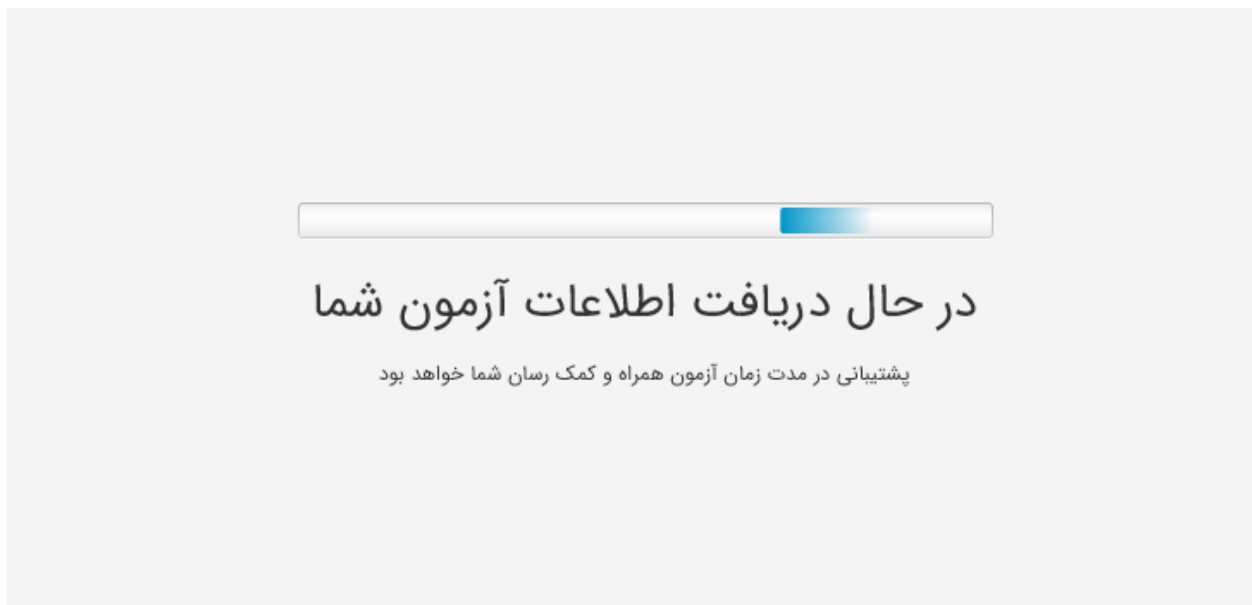 در حال دریافت اطلاعات آزمون شما
پشتیبانی در مدت زمان آزمون همراه و کمک رسان شما خواهد بود